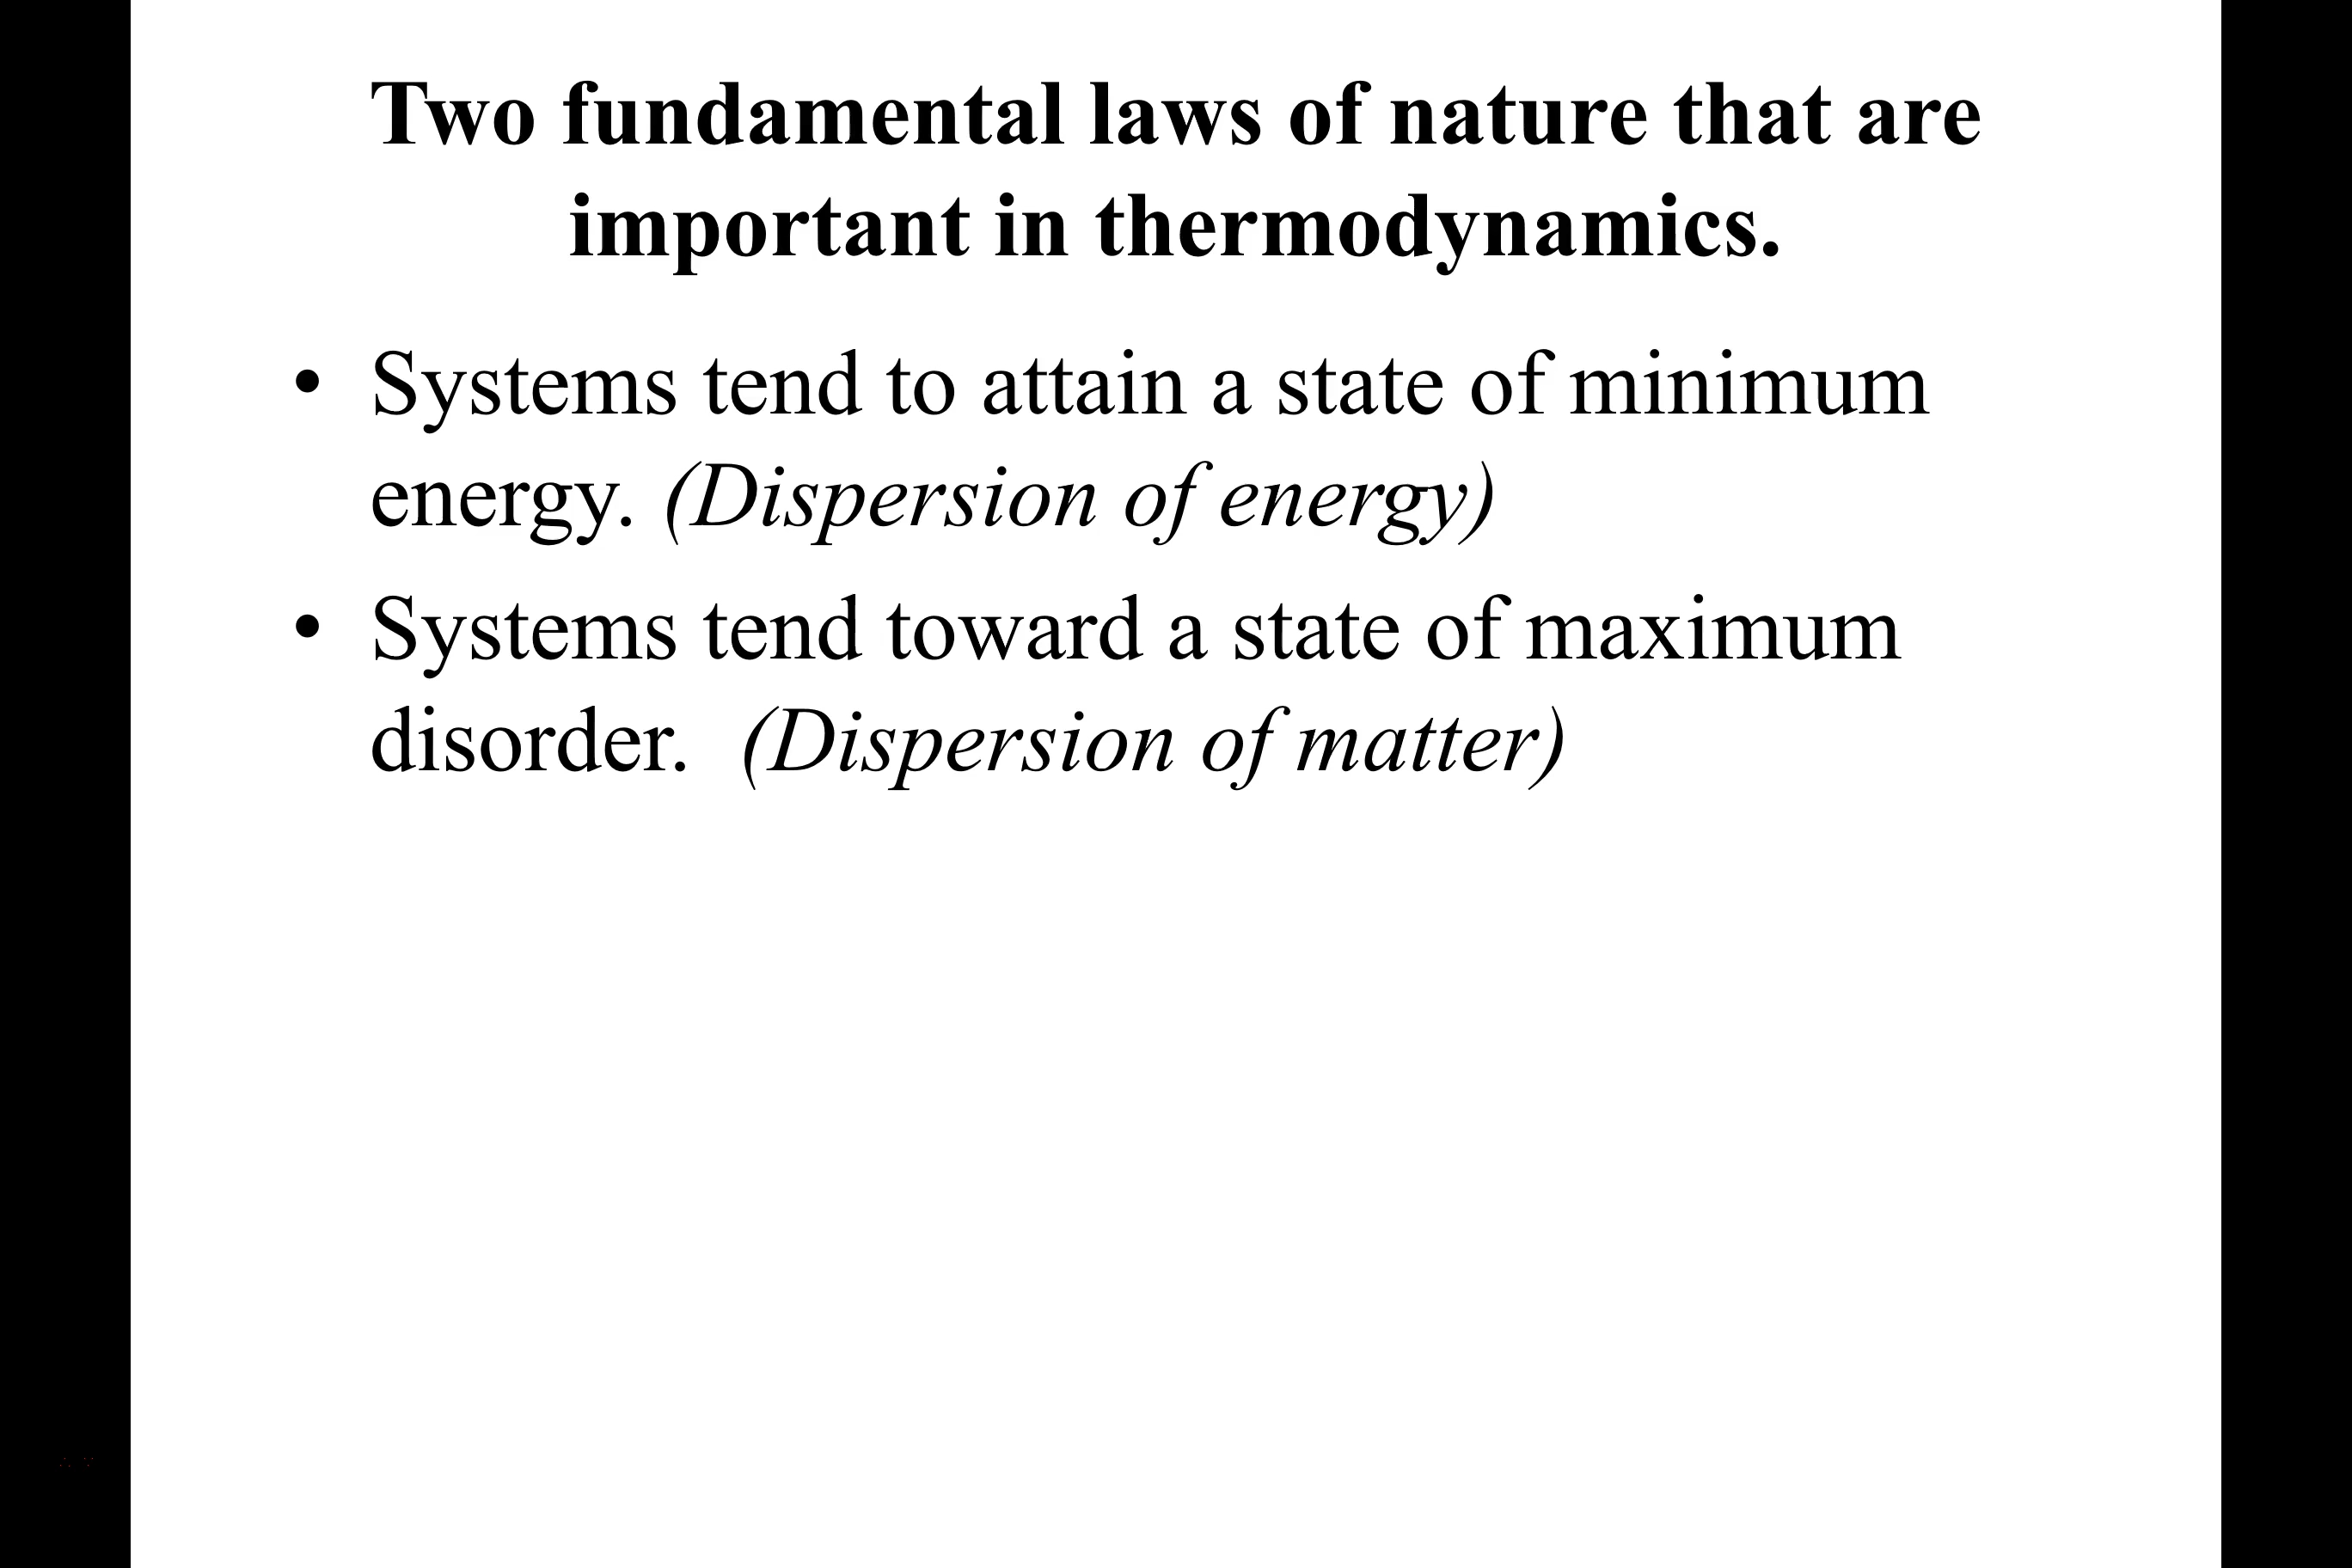 Two fundamental laws of nature that are
important in thermodynamics.
• Systems tend to attain a state of minimum
energy. (Dispersion of energy)
• Systems tend toward a state of maximum
disorder. (Dispersion of matter)